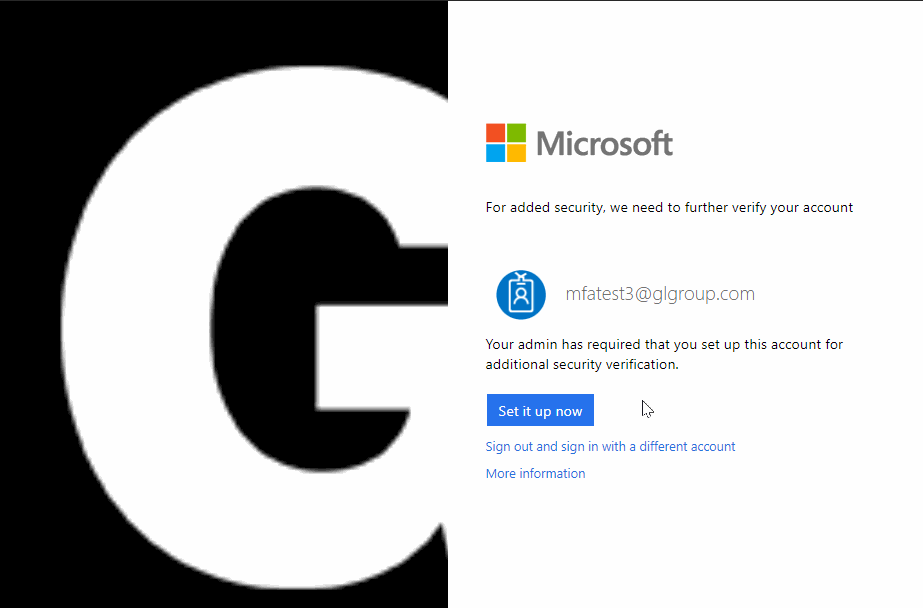 G
Microsoft
For added security, we need to further verify your account
mfatest3@glgroup.com
Your admin has required that you set up this account for
additional security verification.
Set it up now
Sign out and sign in with a different account
More information